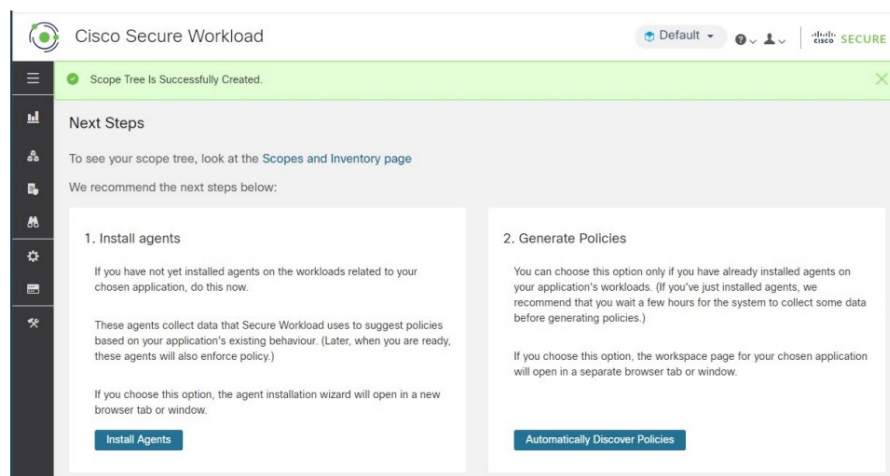 Cisco Secure Workload
Default
CISCO SECURE
Scope Tree Is Successfully Created.
Next Steps
To see your scope tree, look at the Scopes and Inventory page
We recommend the next steps below:
1. Install agents
If you have not yet installed agents on the workloads related to your
chosen application, do this now.
These agents collect data that Secure Workload uses to suggest policies
based on your application's existing behaviour. (Later, when you are ready,
these agents will also enforce policy.)
If you choose this option, the agent installation wizard will open in a new
browser tab or window.
Install Agents
2. Generate Policies
You can choose this option only if you have already installed agents on
your application's workloads. (If you've just installed agents, we
recommend that you wait a few hours for the system to collect some data
before generating policies.)
If you choose this option, the workspace page for your chosen application
will open in a separate browser tab or window.
Automatically Discover Policies